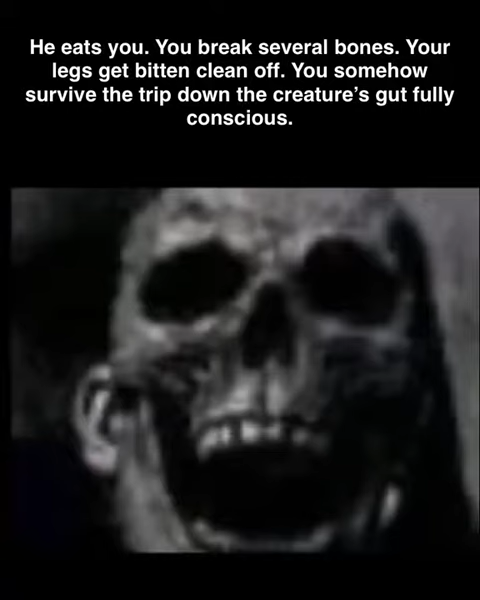 He eats you. You break several bones. Your
legs get bitten clean off. You somehow
survive the trip down the creature’s gut fully
conscious.